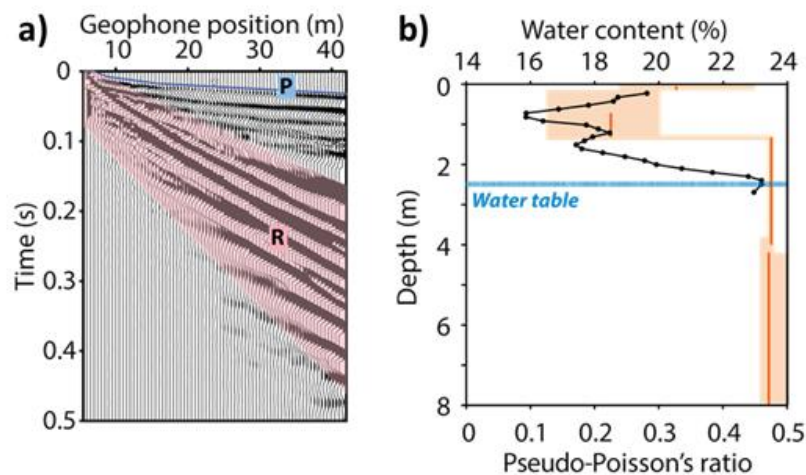 a) Geophone position (m)
10 20 30 40
0
0.1
0.2
0.3
0.4
0.5
Time (s)
P
R
b) Water content (%)
14 16 18 20 22 24
0
2
4
6
8
Depth (m)
Water table
0 0.1 0.2 0.3 0.4 0.5
Pseudo-Poisson's ratio